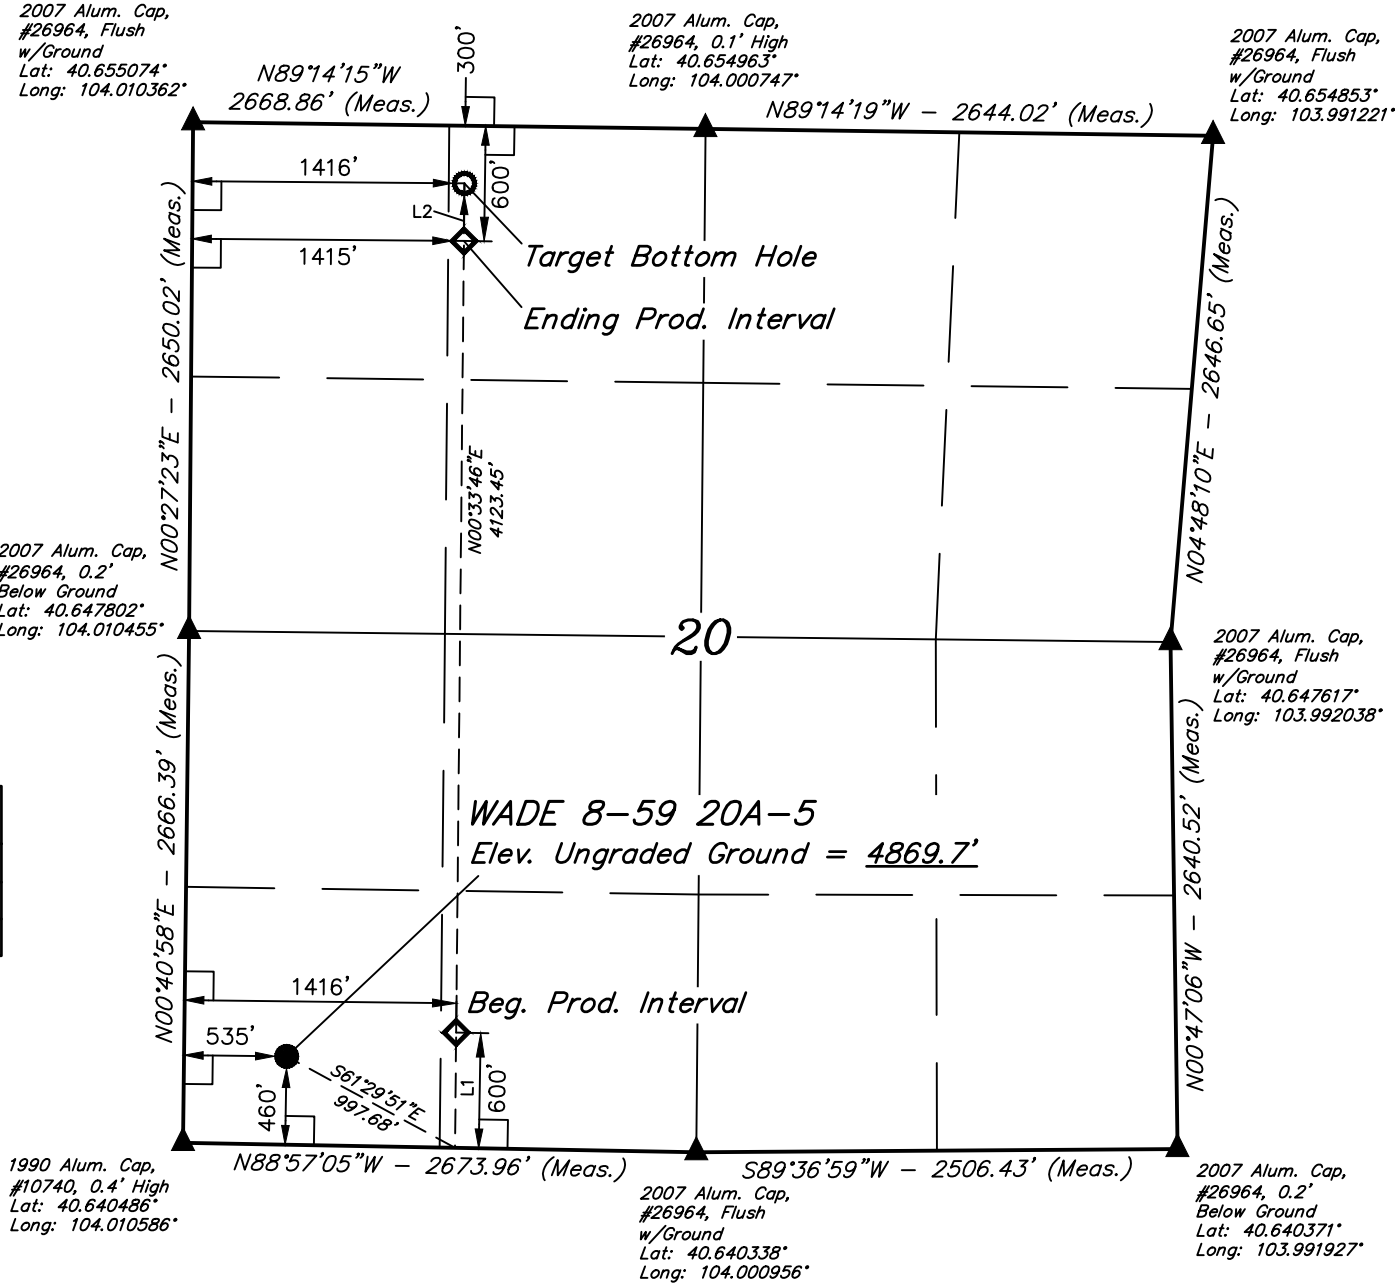 2007 Alum. Cap,
#26964, Flush
w/Ground
Lat: 40.655074°
Long: 104.010362°
N89°14'15"W
2668.86' (Meas.)
300'
2007 Alum. Cap,
#26964, 0.1' High
Lat: 40.654963°
Long: 104.000747°
N89°14'19"W - 2644.02' (Meas.)
2007 Alum. Cap,
#26964, Flush
w/Ground
Lat: 40.654853°
Long: 103.991221°
1416'
600'
L2
1415'
Target Bottom Hole
Ending Prod. Interval
N00°27'23"E - 2650.02' (Meas.)
N04°48'10"E - 2646.65' (Meas.)
N00°33'46"E
4123.45'
2007 Alum. Cap,
#26964, 0.2'
Below Ground
Lat: 40.647802°
Long: 104.010455°
20
2007 Alum. Cap,
#26964, Flush
w/Ground
Lat: 40.647617°
Long: 103.992038°
N00°40'58"E - 2666.39' (Meas.)
N00°47'06"W - 2640.52' (Meas.)
WADE 8-59 20A-5
Elev. Ungraded Ground = 4869.7'
1416'
Beg. Prod. Interval
535'
460'
S61°29'51"E
997.68'
L1
600'
1990 Alum. Cap,
#10740, 0.4' High
Lat: 40.640486°
Long: 104.010586°
N88°57'05"W - 2673.96' (Meas.)
2007 Alum. Cap,
#26964, Flush
w/Ground
Lat: 40.640338°
Long: 104.000956°
S89°36'59"W - 2506.43' (Meas.)
2007 Alum. Cap,
#26964, 0.2'
Below Ground
Lat: 40.640371°
Long: 103.991927°